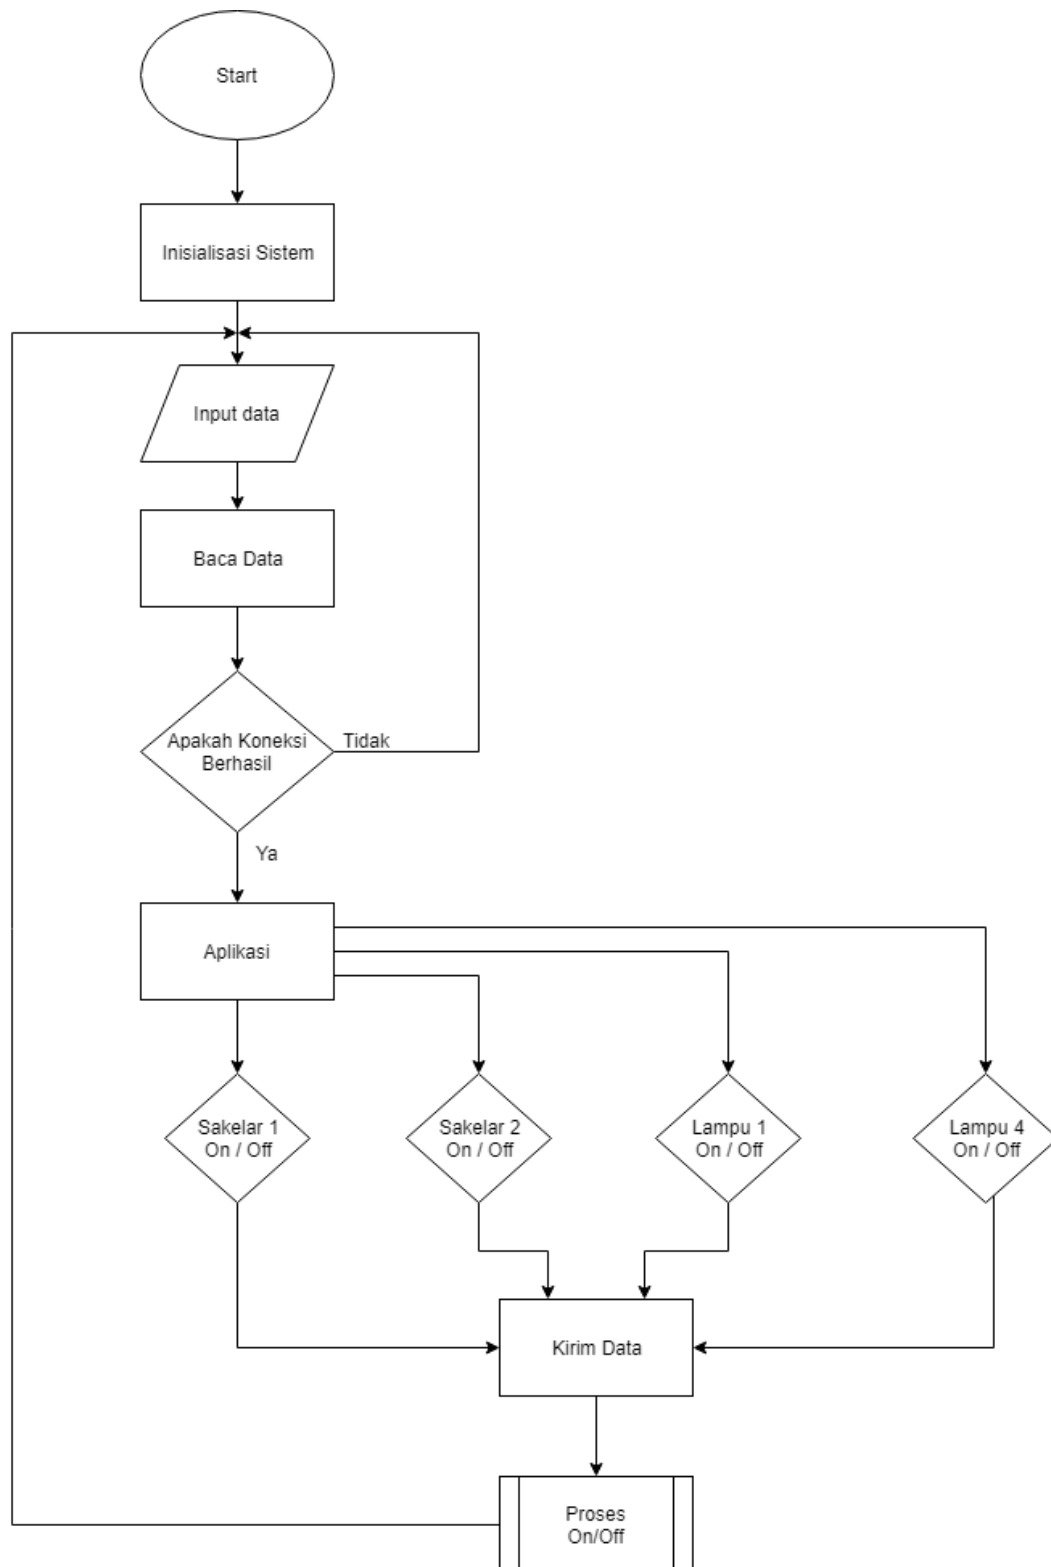 Start
Inisialisasi Sistem
Input data
Baca Data
Apakah Koneksi
Berhasil
Tidak
Ya
Aplikasi
Sakelar 1
On / Off
Sakelar 2
On / Off
Lampu 1
On / Off
Lampu 4
On / Off
Kirim Data
Proses
On/Off